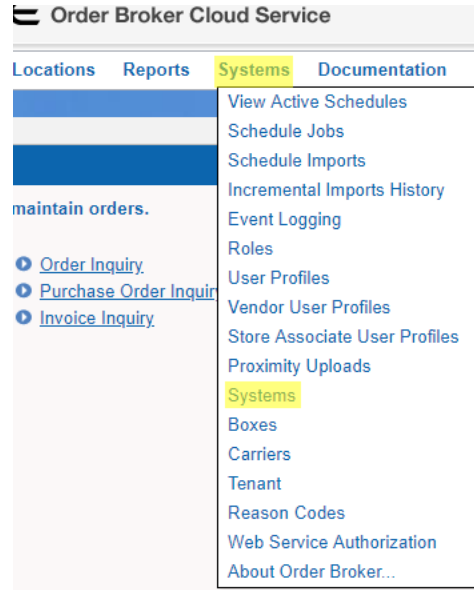 Order Broker Cloud Service
Locations Reports Systems Documentation
View Active Schedules
Schedule Jobs
Schedule Imports
Incremental Imports History
maintain orders.
Event Logging
Roles
Order Inquiry
User Profiles
Purchase Order Inquiry
Vendor User Profiles
Invoice Inquiry
Store Associate User Profiles
Proximity Uploads
Systems
Boxes
Carriers
Tenant
Reason Codes
Web Service Authorization
About Order Broker...